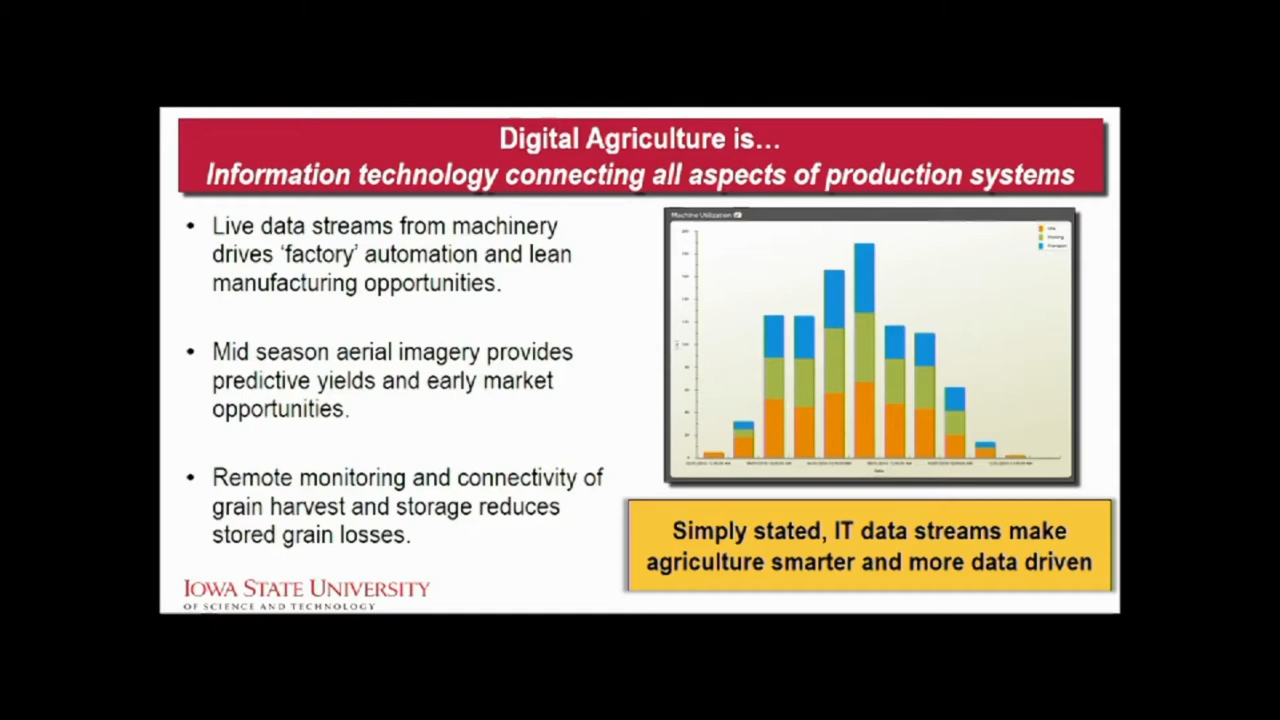 Digital Agriculture is...
Information technology connecting all aspects of production systems
• Live data streams from machinery
drives ‘factory’ automation and lean
manufacturing opportunities.
• Mid season aerial imagery provides
predictive yields and early market
opportunities.
• Remote monitoring and connectivity of
grain harvest and storage reduces
stored grain losses.
Machine Utilization
Simply stated, IT data streams make
agriculture smarter and more data driven
IOWA STATE UNIVERSITY
OF SCIENCE AND TECHNOLOGY